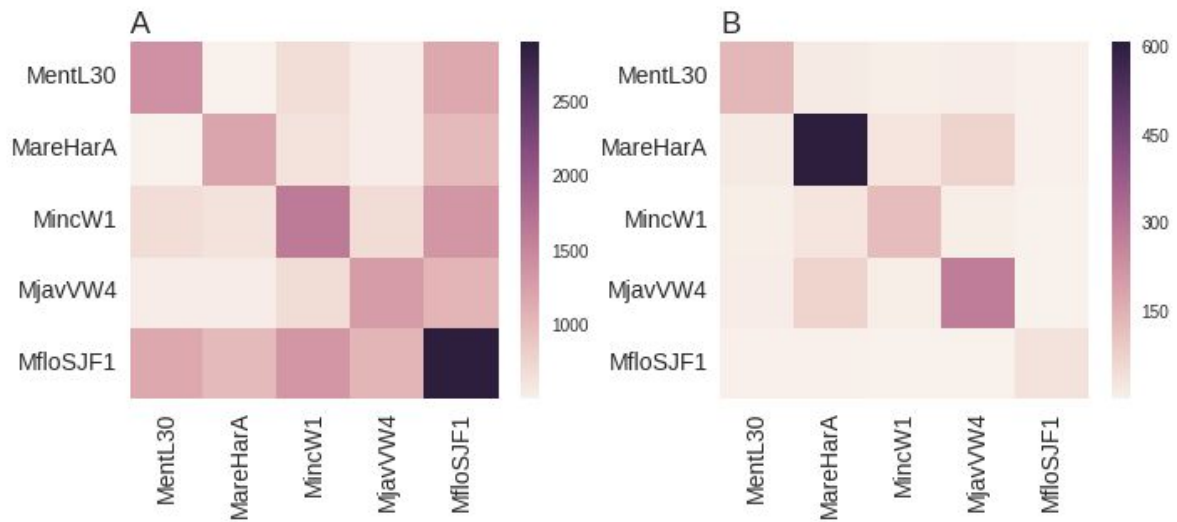 A
MentL30
MareHarA
MincW1
MjavVW4
MfloSJF1
2500
2000
1500
1000
MentL30
MareHarA
MincW1
MjavVW4
MfloSJF1
B
MentL30
MareHarA
MincW1
MjavVW4
MfloSJF1
600
450
300
150
MentL30
MareHarA
MincW1
MjavVW4
MfloSJF1